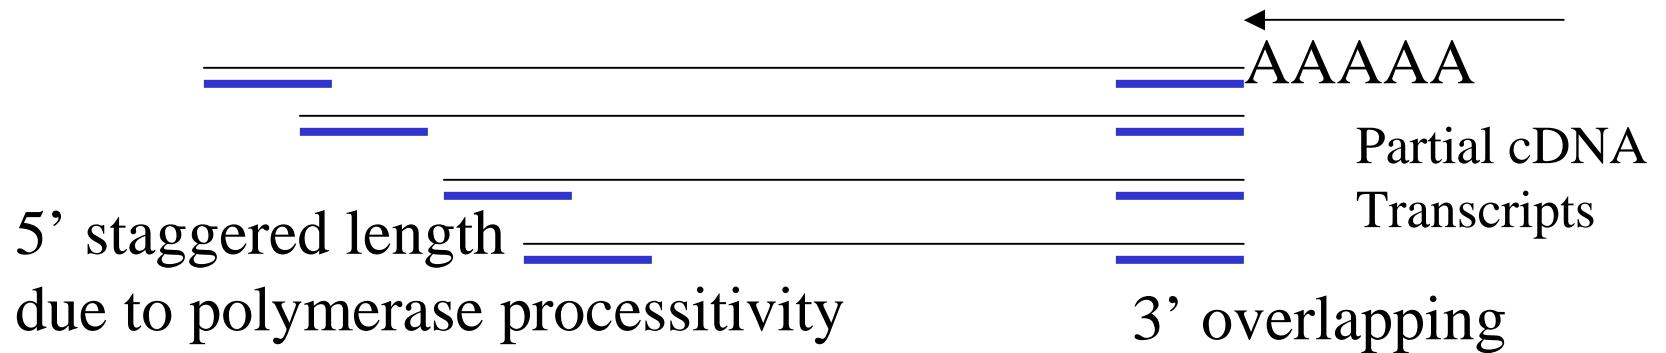 AAAAA
Partial cDNA
Transcripts
5’ staggered length
due to polymerase processitivity
3’ overlapping